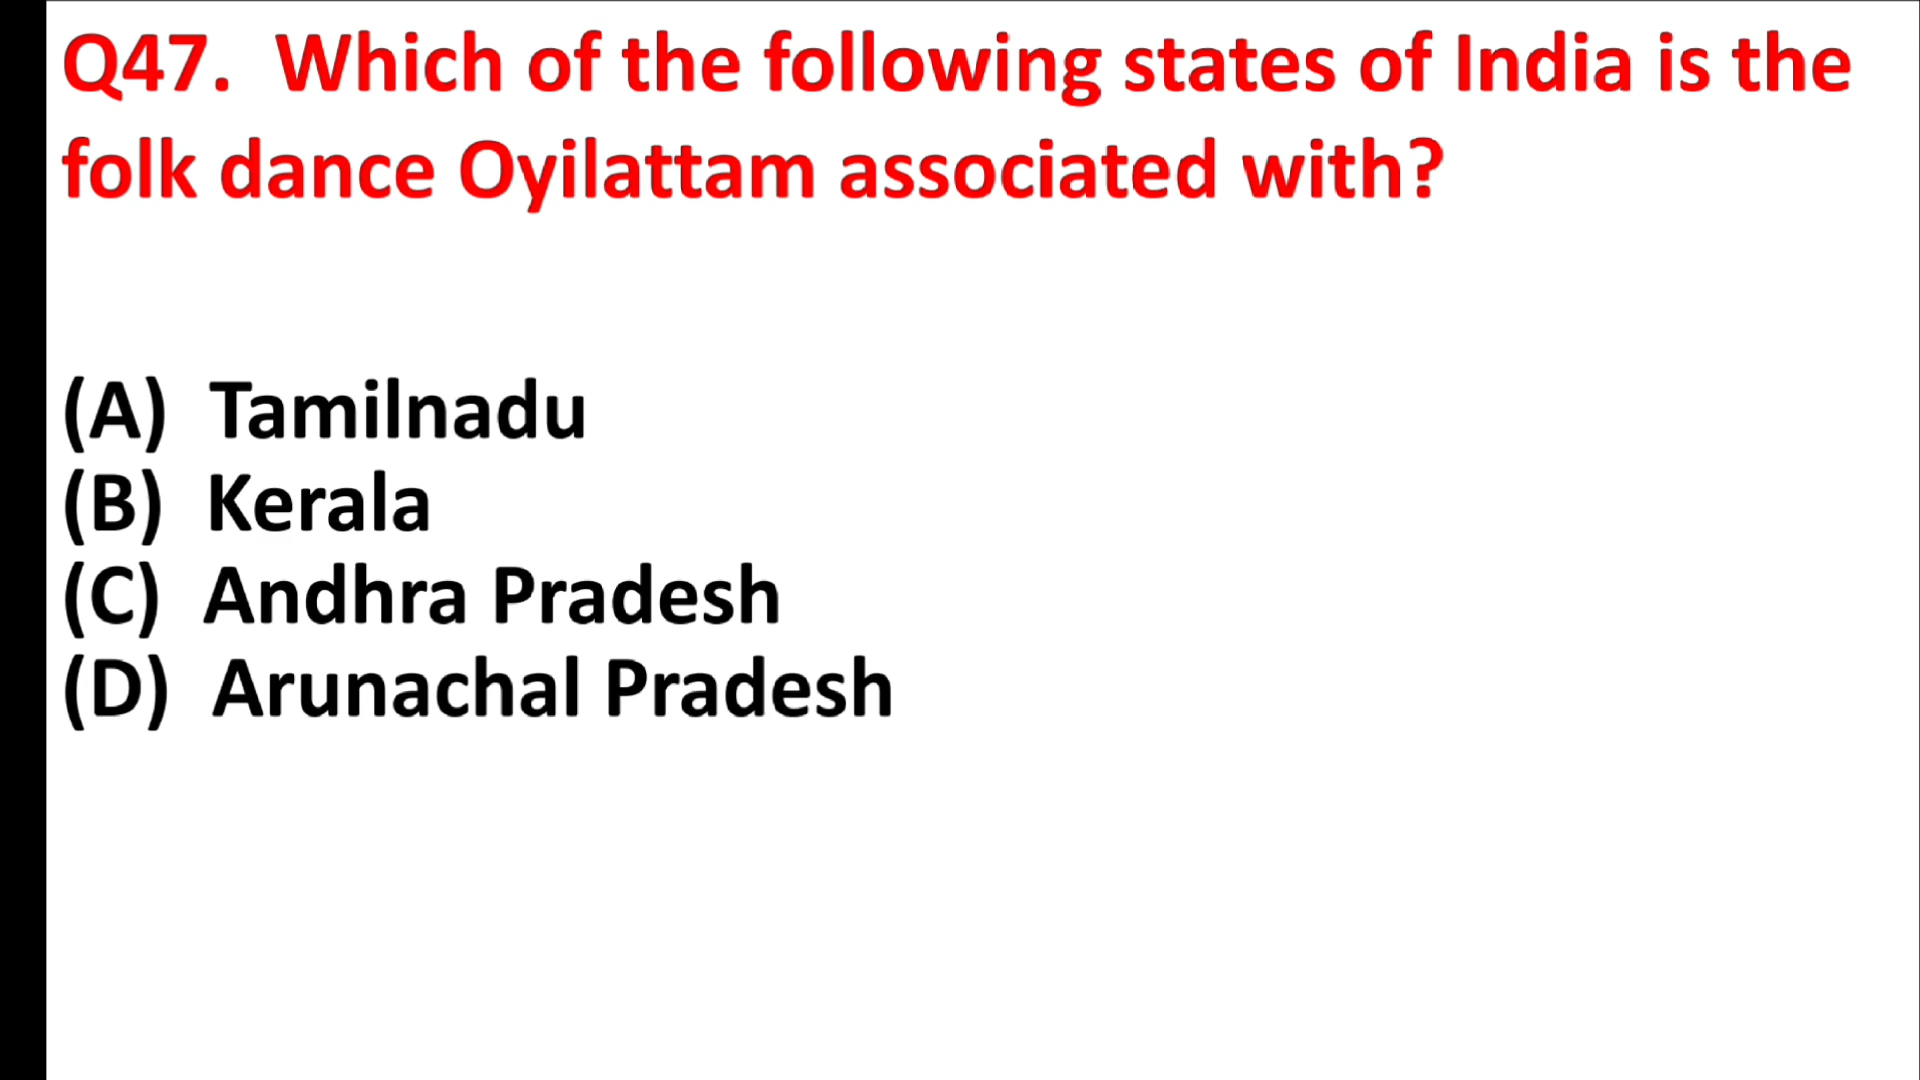 Q47. Which of the following states of India is the
folk dance Oyilattam associated with?
(A) Tamilnadu
(B) Kerala
(C) Andhra Pradesh
(D) Arunachal Pradesh